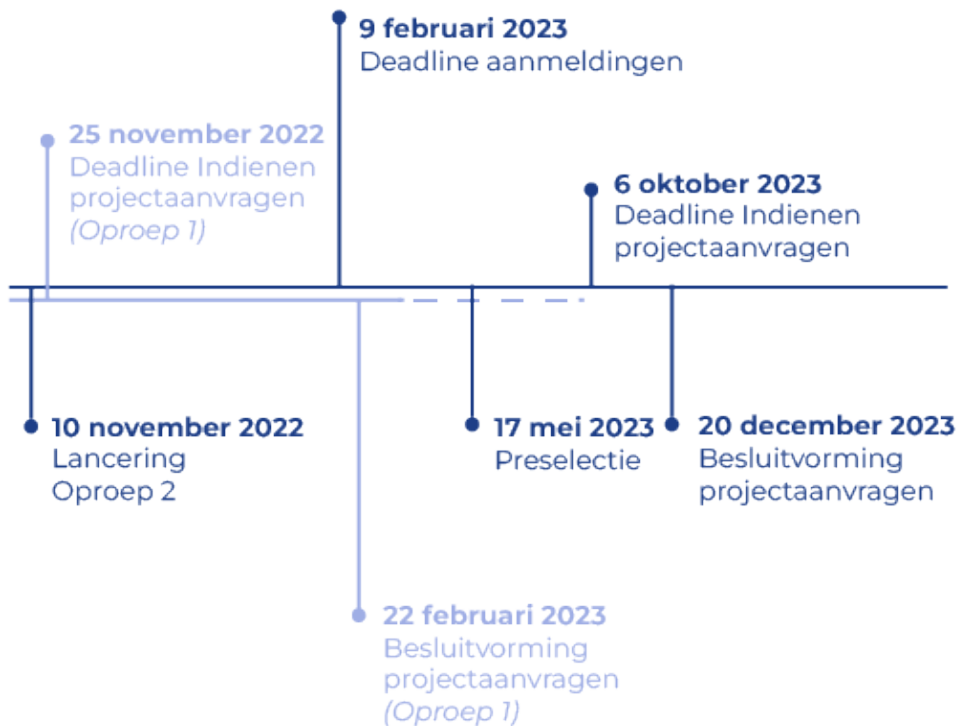 9 februari 2023
Deadline aanmeldingen
25 november 2022
Deadline Indienen
projectaanvragen
(Oproep 1)
6 oktober 2023
Deadline Indienen
projectaanvragen
10 november 2022
Lancering
Oproep 2
17 mei 2023
Preselectie
20 december 2023
Besluitvorming
projectaanvragen
22 februari 2023
Besluitvorming
projectaanvragen
(Oproep 1)